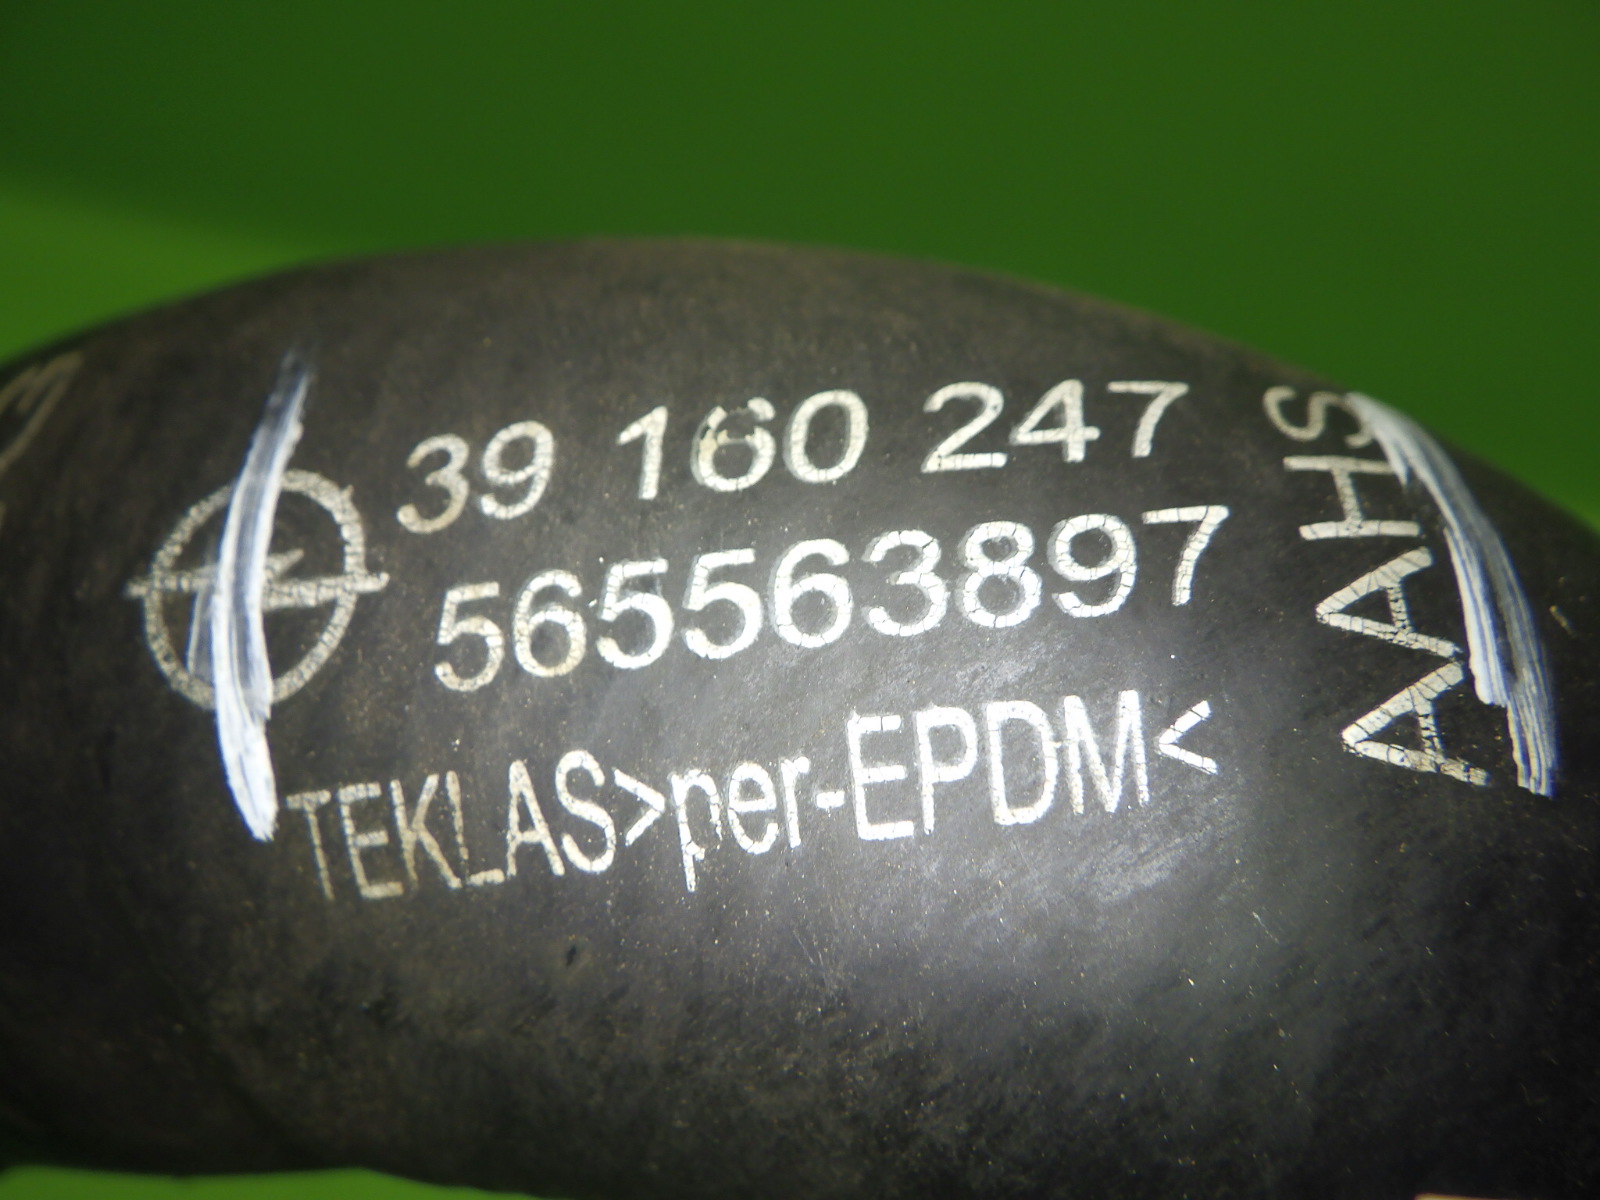 39 160 247
565563897
TEKLAS>per-EPDM<
AAHS